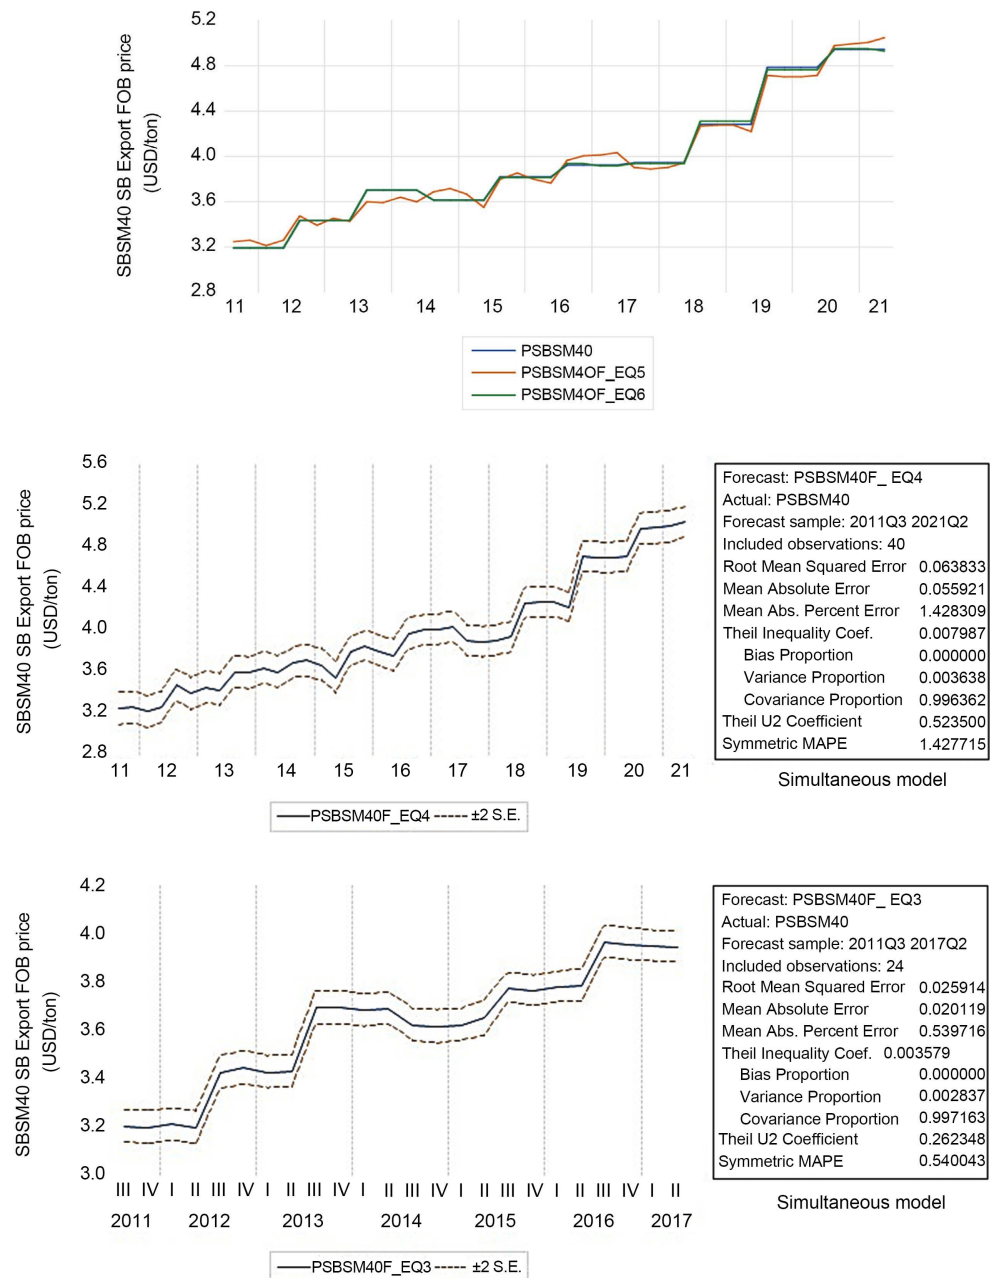 5.2
4.8
4.4
4.0
3.6
3.2
2.8
SBSM40 SB Export FOB price
(USD/ton)
11 12 13 14 15 16 17 18 19 20 21
PSBSM40
PSBSM4OF_EQ5
PSBSM4OF_EQ6
5.6
5.2
4.8
4.4
4.0
3.6
3.2
2.8
SBSM40 SB Export FOB price
(USD/ton)
11 12 13 14 15 16 17 18 19 20 21
PSBSM40F_EQ4 ±2 S.E.
Forecast: PSBSM40F_ EQ4
Actual: PSBSM40
Forecast sample: 2011Q3 2021Q2
Included observations: 40
Root Mean Squared Error 0.063833
Mean Absolute Error 0.055921
Mean Abs. Percent Error 1.428309
Theil Inequality Coef. 0.007987
Bias Proportion 0.000000
Variance Proportion 0.003638
Covariance Proportion 0.996362
Theil U2 Coefficient 0.523500
Symmetric MAPE 1.427715
Simultaneous model
4.2
4.0
3.8
3.6
3.4
3.2
3.0
SBSM40 SB Export FOB price
(USD/ton)
III IV I II III IV I II III IV I II III IV I II III IV I II III IV I II
2011 2012 2013 2014 2015 2016 2017
PSBSM40F_EQ3 ±2 S.E.
Forecast: PSBSM40F_ EQ3
Actual: PSBSM40
Forecast sample: 2011Q3 2017Q2
Included observations: 24
Root Mean Squared Error 0.025914
Mean Absolute Error 0.020119
Mean Abs. Percent Error 0.539716
Theil Inequality Coef. 0.003579
Bias Proportion 0.000000
Variance Proportion 0.002837
Covariance Proportion 0.997163
Theil U2 Coefficient 0.262348
Symmetric MAPE 0.540043
Simultaneous model